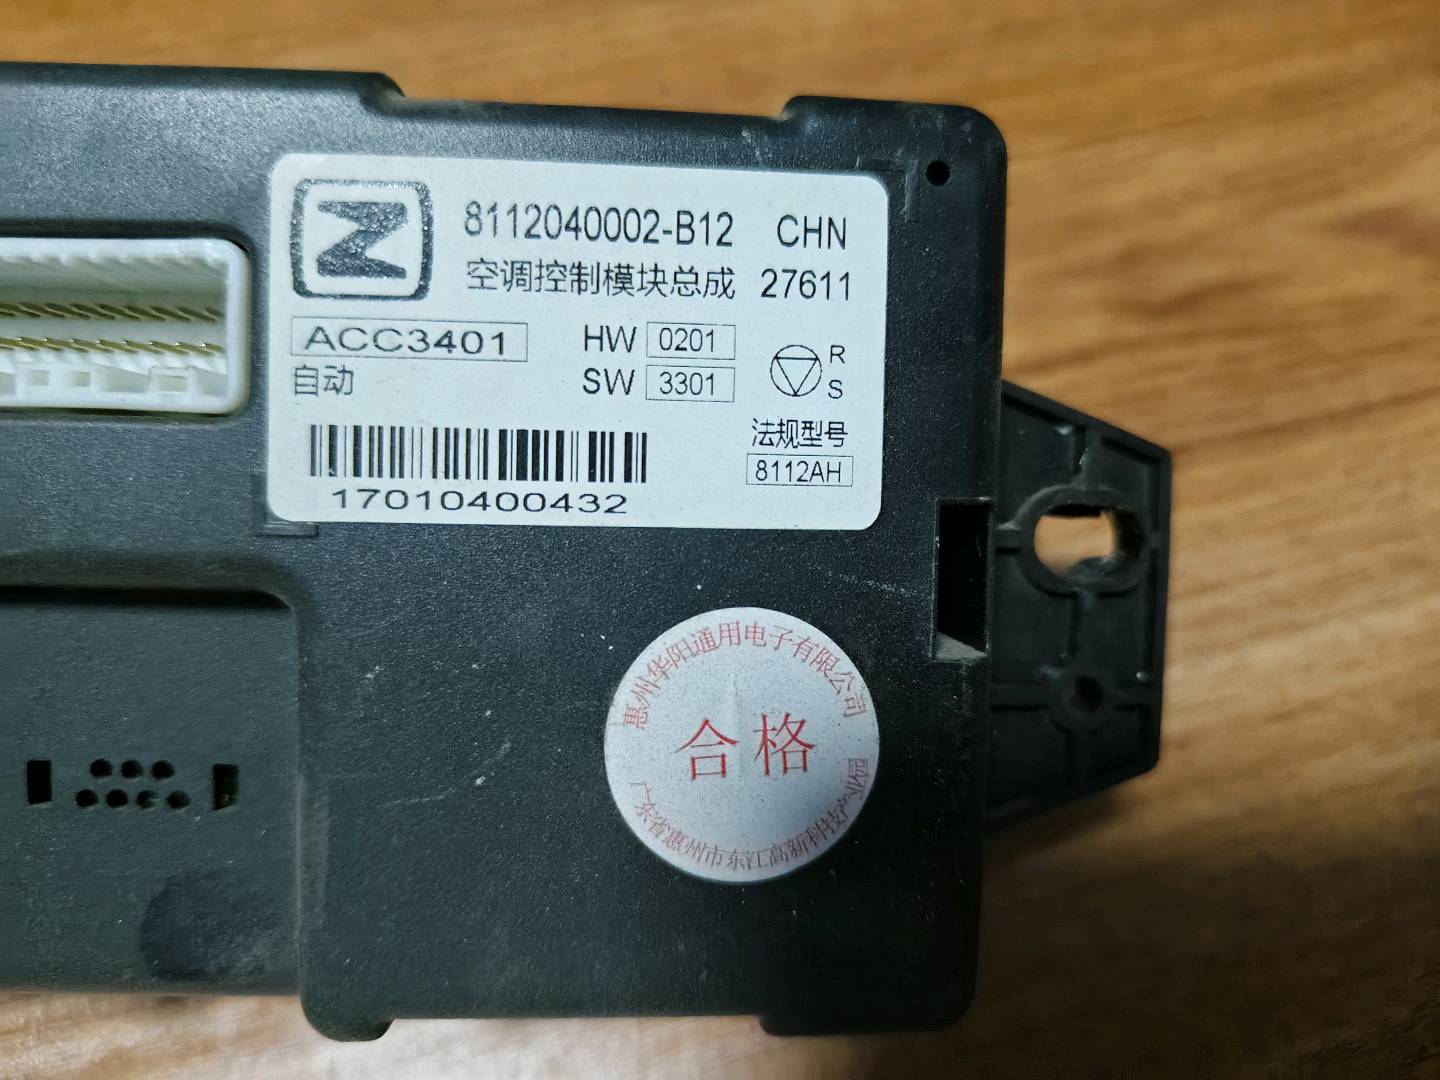 8112040002-B12 CHN
空调控制模块总成 27611
ACC3401 HW 0201 R
自动 SW 3301 S
法规型号
8112AH
17010400432
惠州华阳通用电子有限公司
合格
广东省惠州市东江高新科技产业园